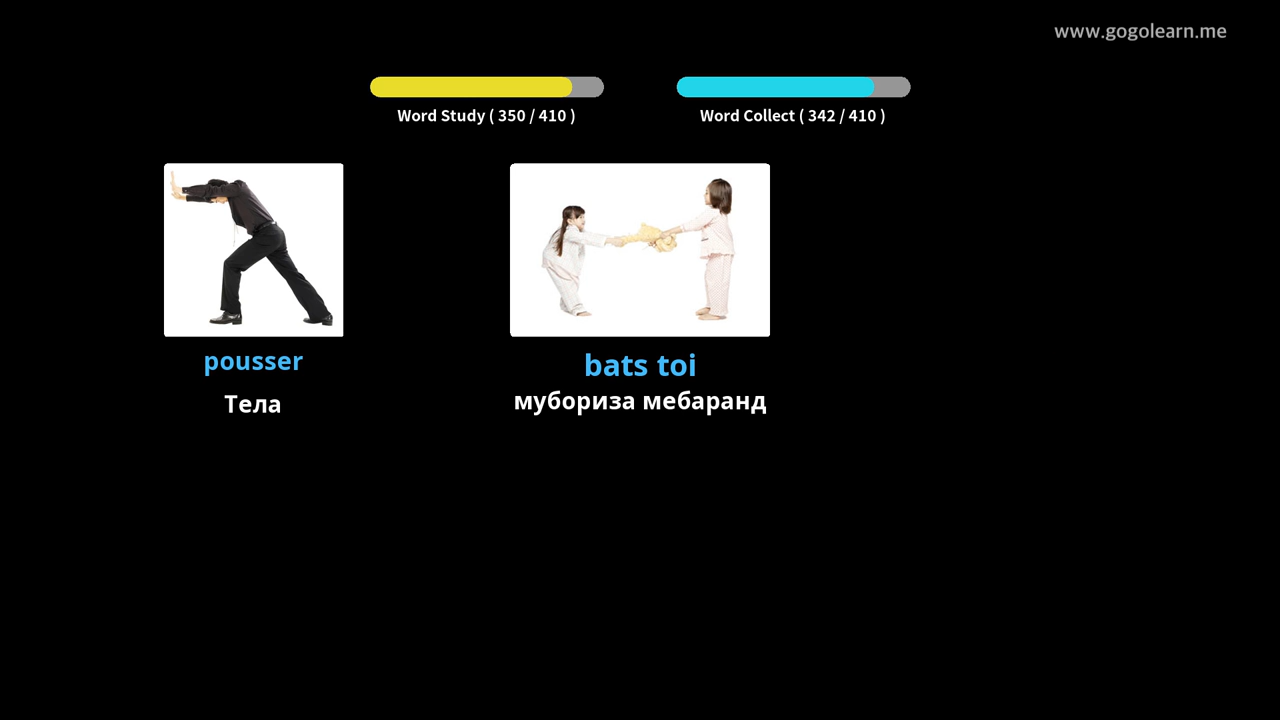 www.gogolearn.me
Word Study ( 350 / 410 )
Word Collect ( 342 / 410 )
pousser
Тела
bats toi
мубориза мебаранд